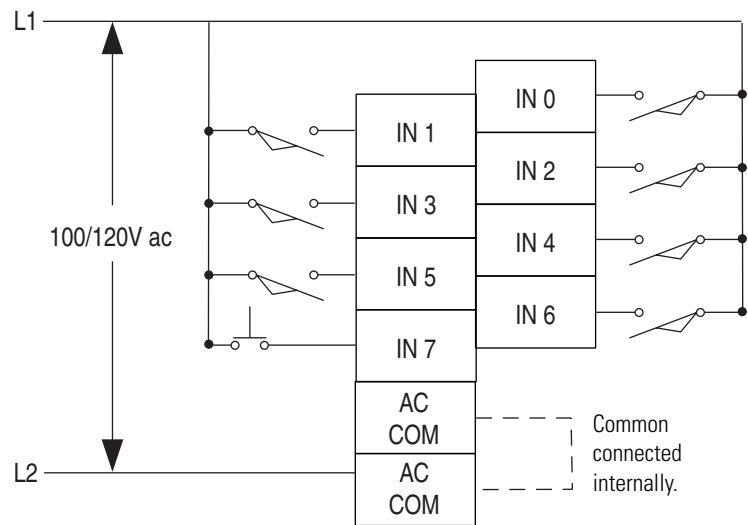 L1
IN 0
IN 1
IN 2
IN 3
100/120V ac
IN 4
IN 5
IN 6
IN 7
AC
COM
Common
connected
internally.
L2
AC
COM